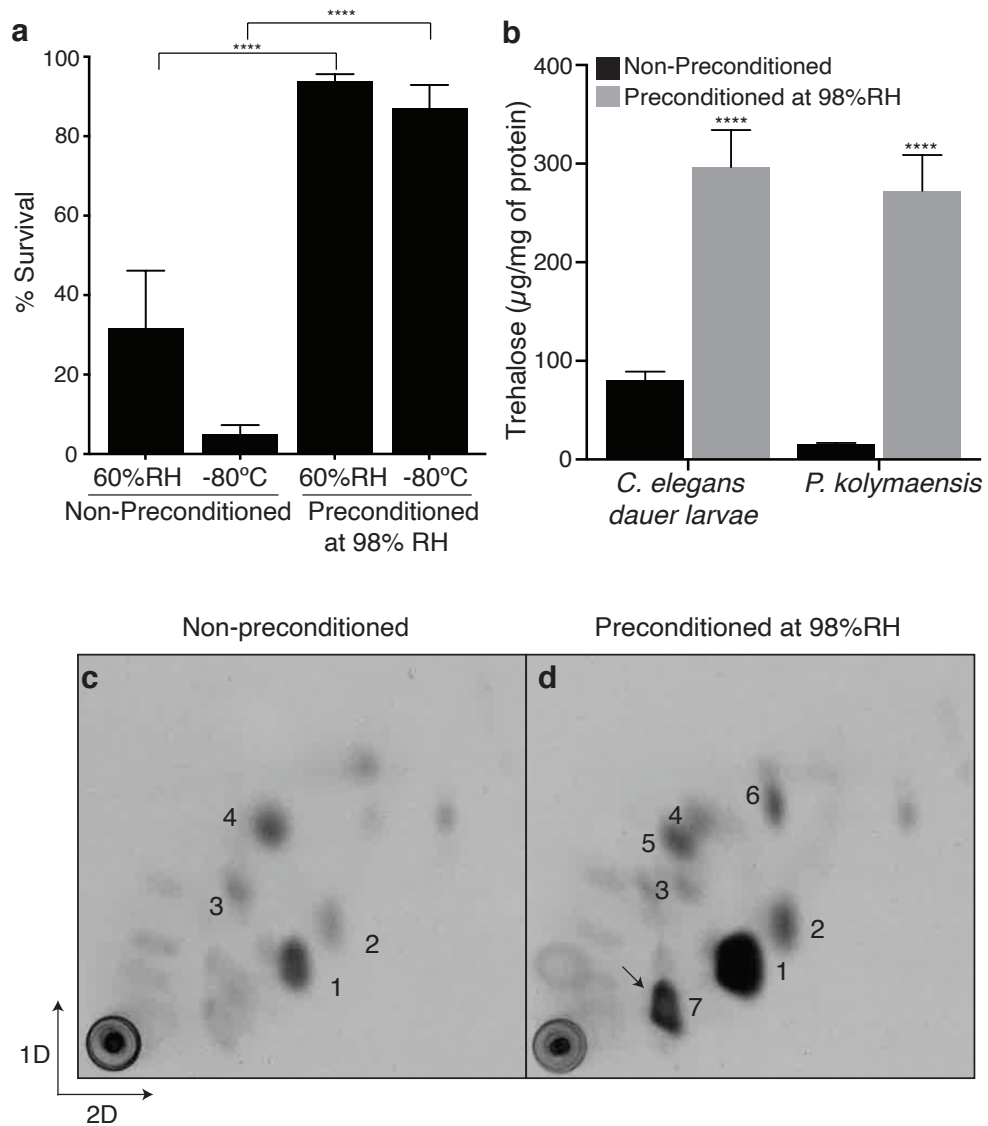 a
****
****
% Survival
100
80
60
40
20
0
60%RH
-80ºC
60%RH
-80ºC
Non-Preconditioned
Preconditioned
at 98% RH
b
Non-Preconditioned
Preconditioned at 98%RH
Trehalose (µg/mg of protein)
400
300
200
100
0
****
****
C. elegans
dauer larvae
P. kolymaensis
Non-preconditioned
Preconditioned at 98%RH
c
4
3
2
1
1D
2D
d
6
4
5
3
2
1
7